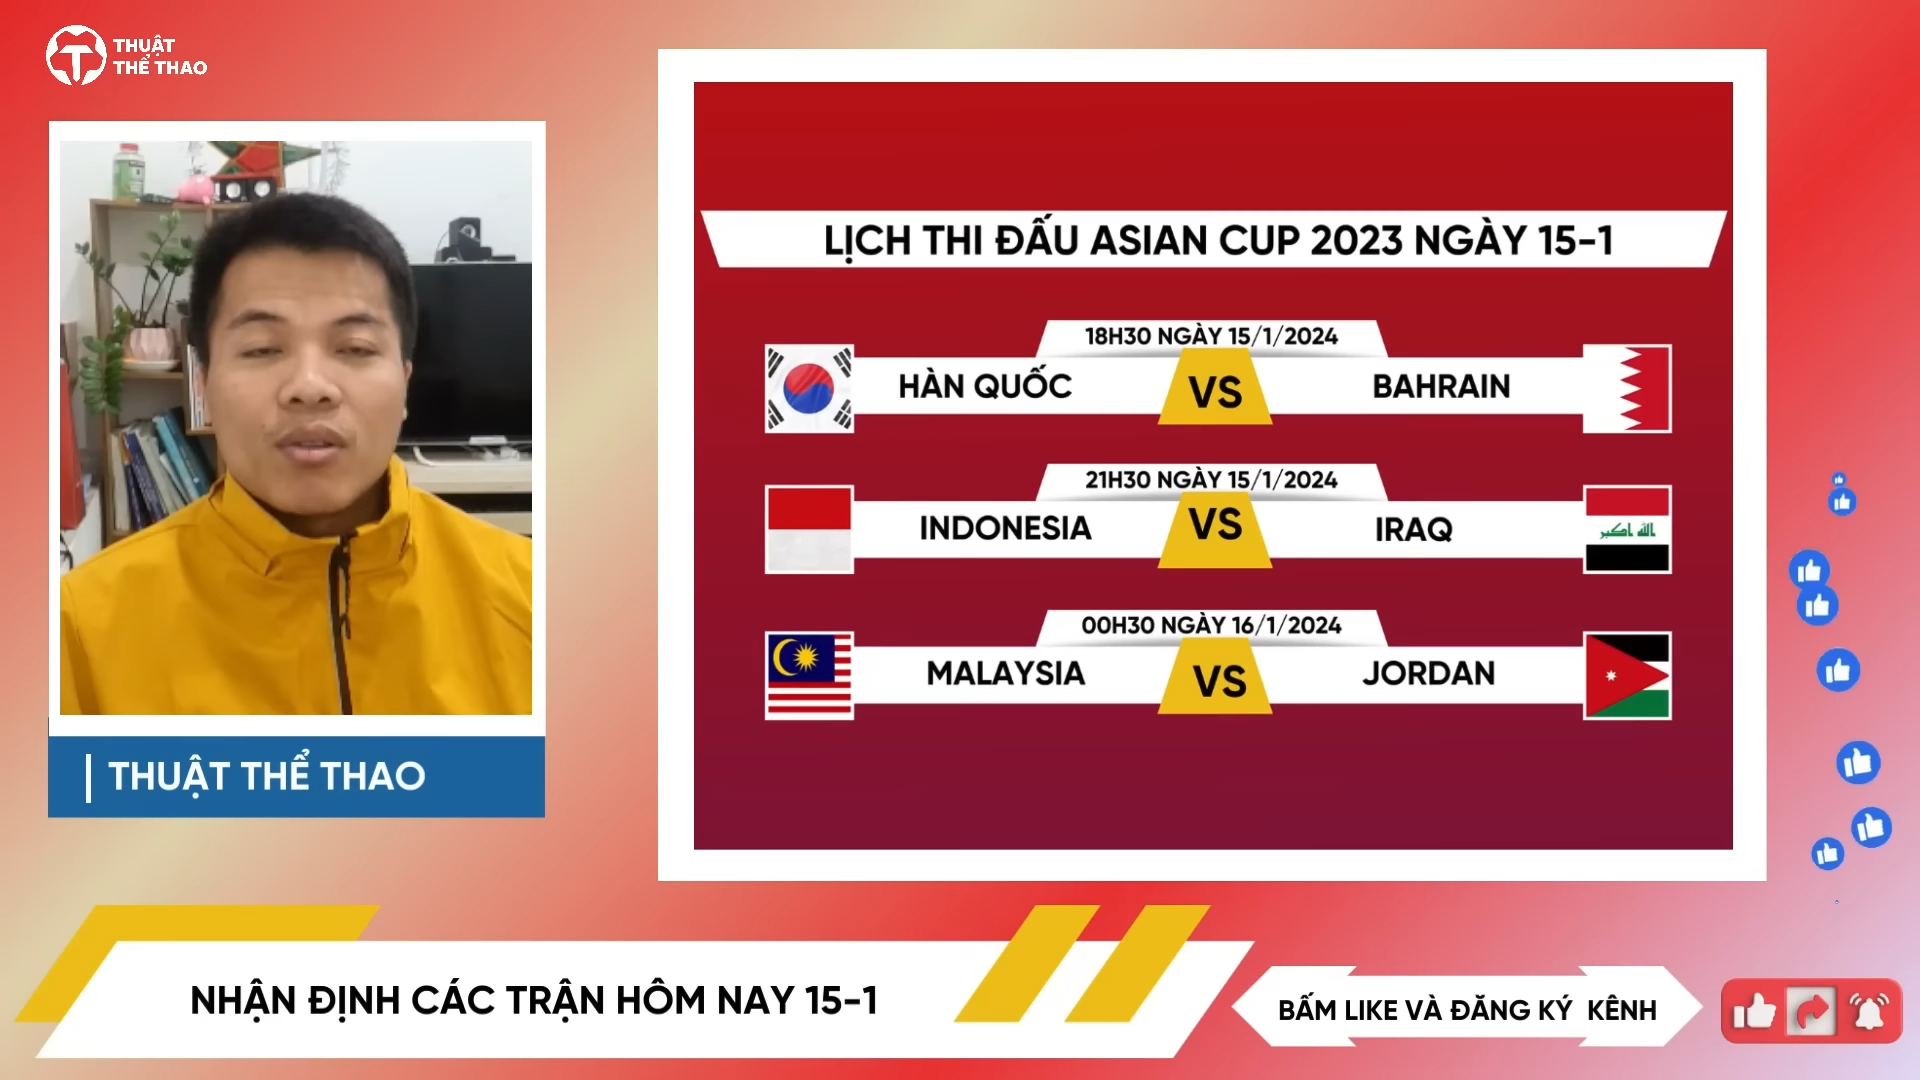 THUẬT
THỂ THAO
LỊCH THI ĐẤU ASIAN CUP 2023 NGÀY 15-1
18H30 NGÀY 15/1/2024
HÀN QUỐC VS BAHRAIN
21H30 NGÀY 15/1/2024
INDONESIA VS IRAQ
الله اكبر
00H30 NGÀY 16/1/2024
MALAYSIA VS JORDAN
THUẬT THỂ THAO
NHẬN ĐỊNH CÁC TRẬN HÔM NAY 15-1
BẤM LIKE VÀ ĐĂNG KÝ KÊNH